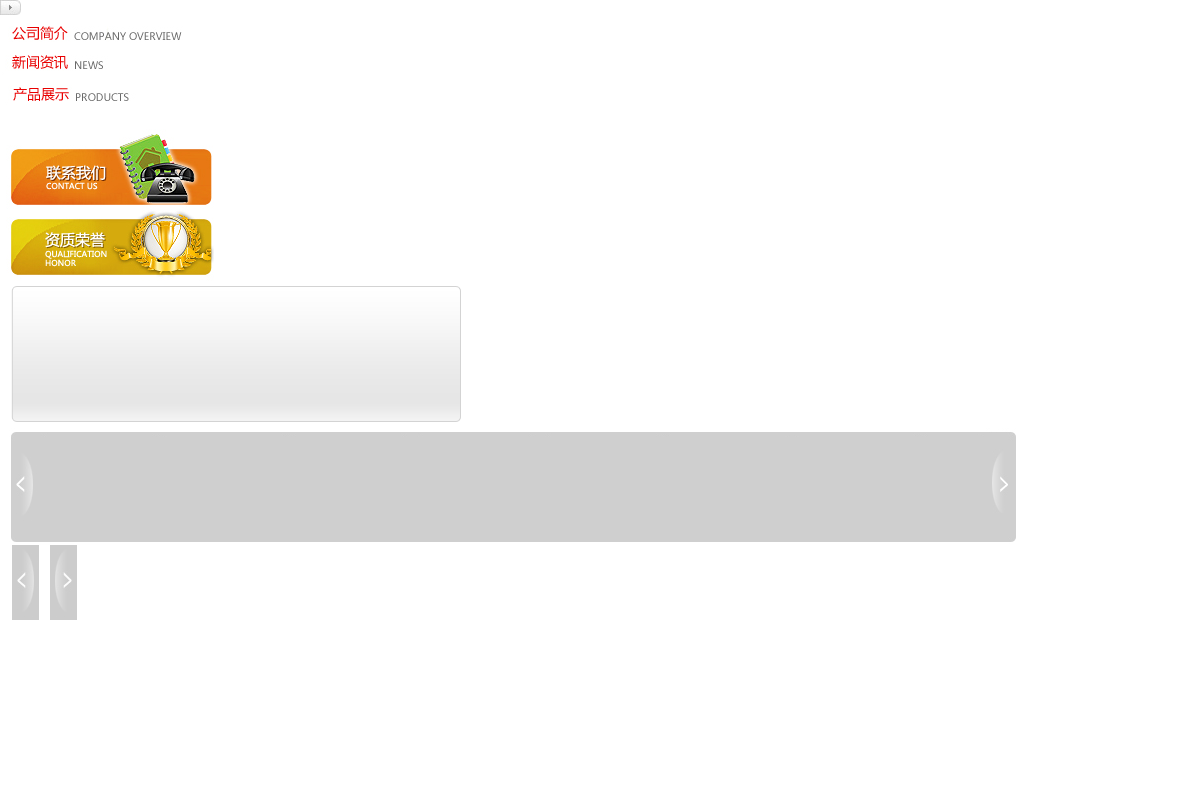 公司简介 COMPANY OVERVIEW
新闻资讯 NEWS
产品展示 PRODUCTS
联系我们
CONTACT US
资质荣誉
QUALIFICATION
HONOR